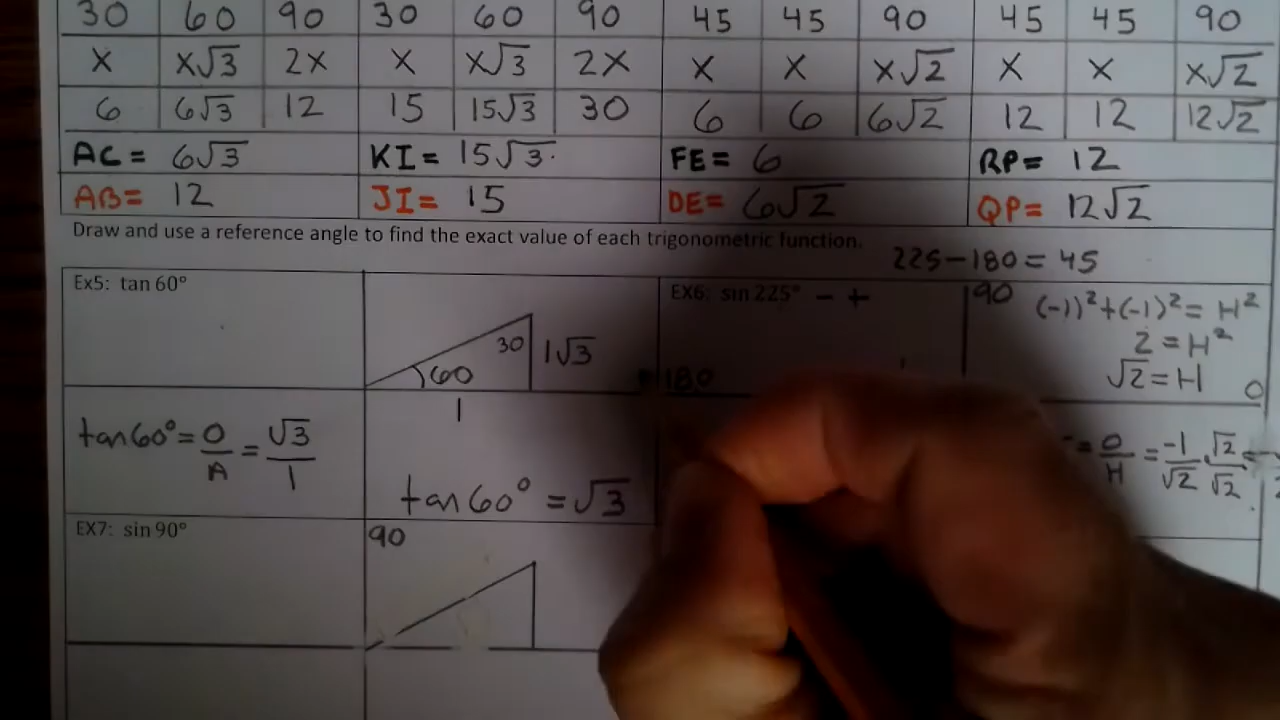 30 60 90 30 60 90 45 45 90 45 45 90
X X√3 2X X X√3 2X X X X√2 X X X√2
6 6√3 12 15 15√3 30 6 6 6√2 12 12 12√2
AC= 6√3 KI= 15√3 FE= 6 RP= 12
AB= 12 JI= 15 DE= 6√2 QP= 12√2
Draw and use a reference angle to find the exact value of each trigonometric function.
225-180=45
Ex5: tan 60°
30
1√3
60
1
EX6: sin 225° - +
90
(-1)²+(-1)²=H²
2=H²
√2=H
180
0
tan60°=O/A=√3/1
tan60°=√3
=O/H=-1/√2 √2/√2
EX7: sin 90°
90